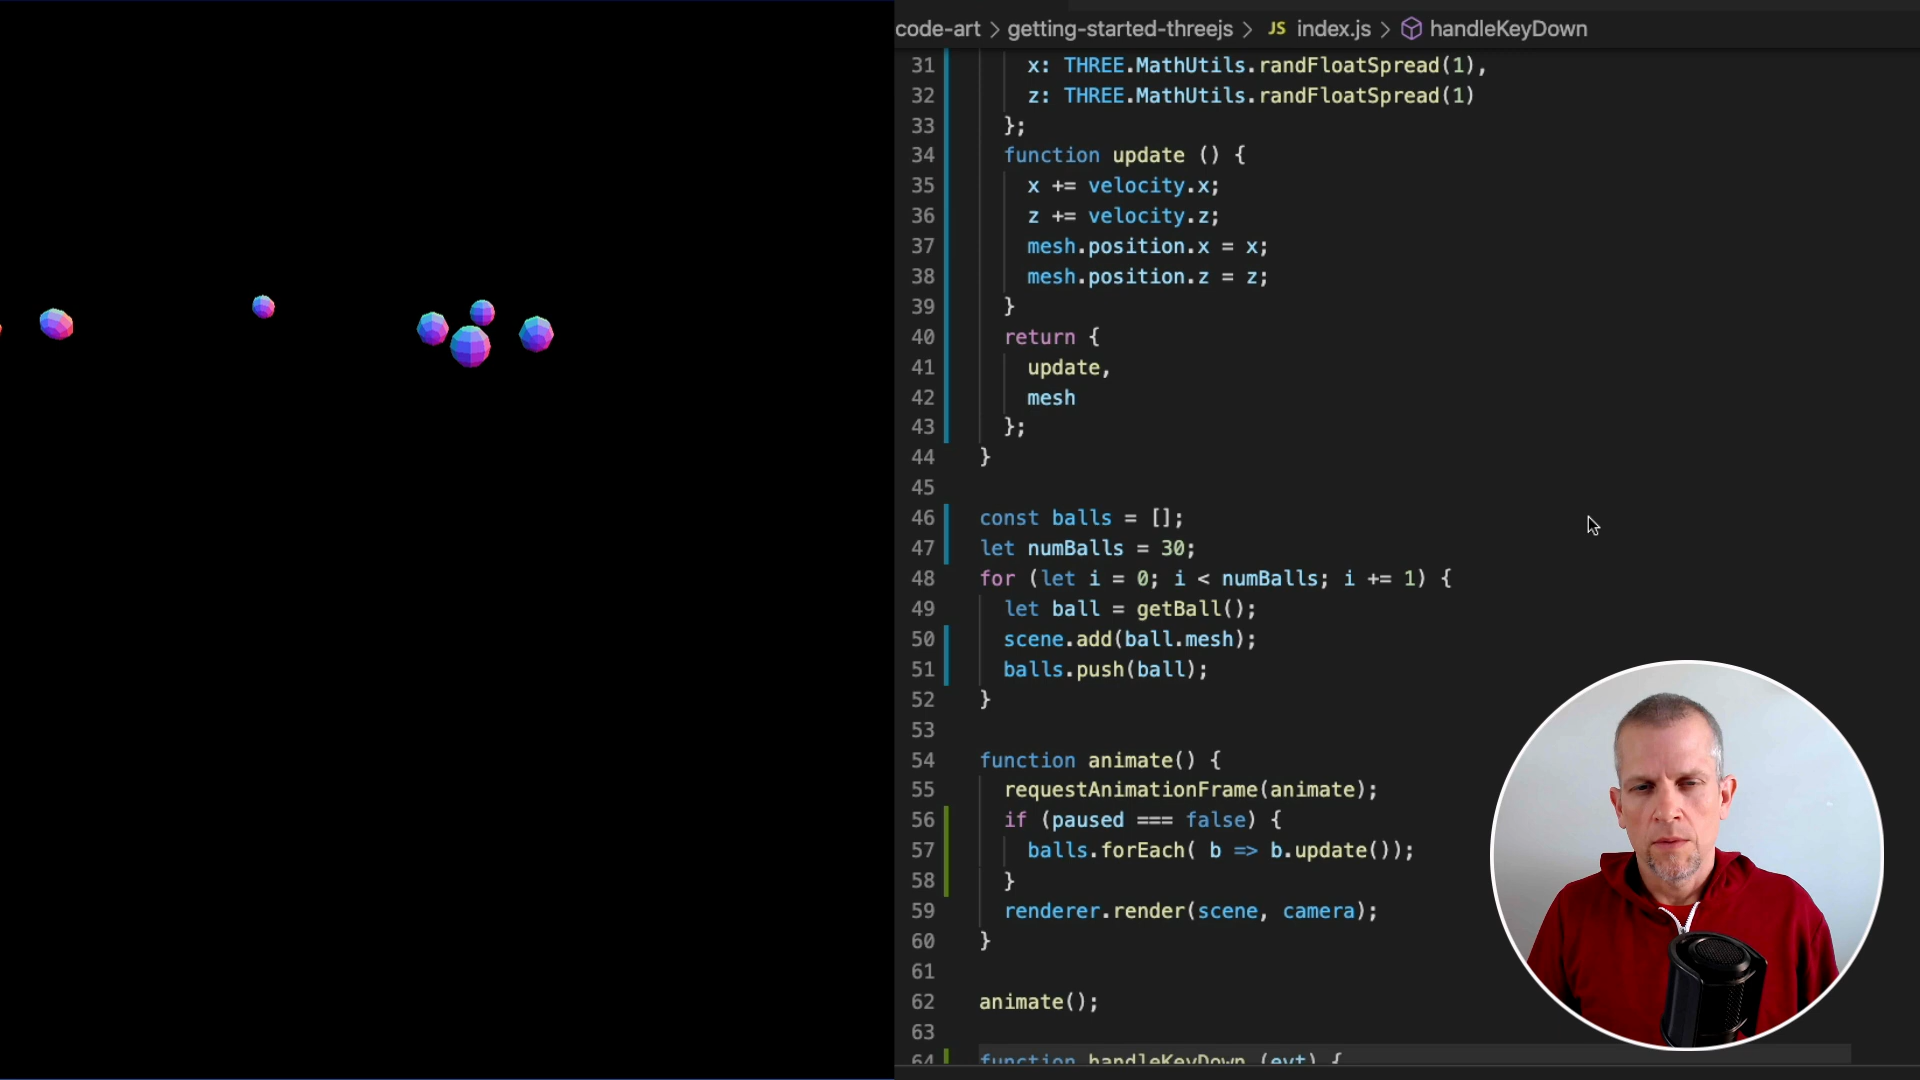 code-art > getting-started-threejs > JS index.js > handleKeyDown
31 x: THREE.MathUtils.randFloatSpread(1),
32 z: THREE.MathUtils.randFloatSpread(1)
33 };
34 function update () {
35 x += velocity.x;
36 z += velocity.z;
37 mesh.position.x = x;
38 mesh.position.z = z;
39 }
40 return {
41 update,
42 mesh
43 };
44 }
45
46 const balls = [];
47 let numBalls = 30;
48 for (let i = 0; i < numBalls; i += 1) {
49 let ball = getBall();
50 scene.add(ball.mesh);
51 balls.push(ball);
52 }
53
54 function animate() {
55 requestAnimationFrame(animate);
56 if (paused === false) {
57 balls.forEach( b => b.update());
58 }
59 renderer.render(scene, camera);
60 }
61
62 animate();
63
64 function handleKeyDown (evt) {